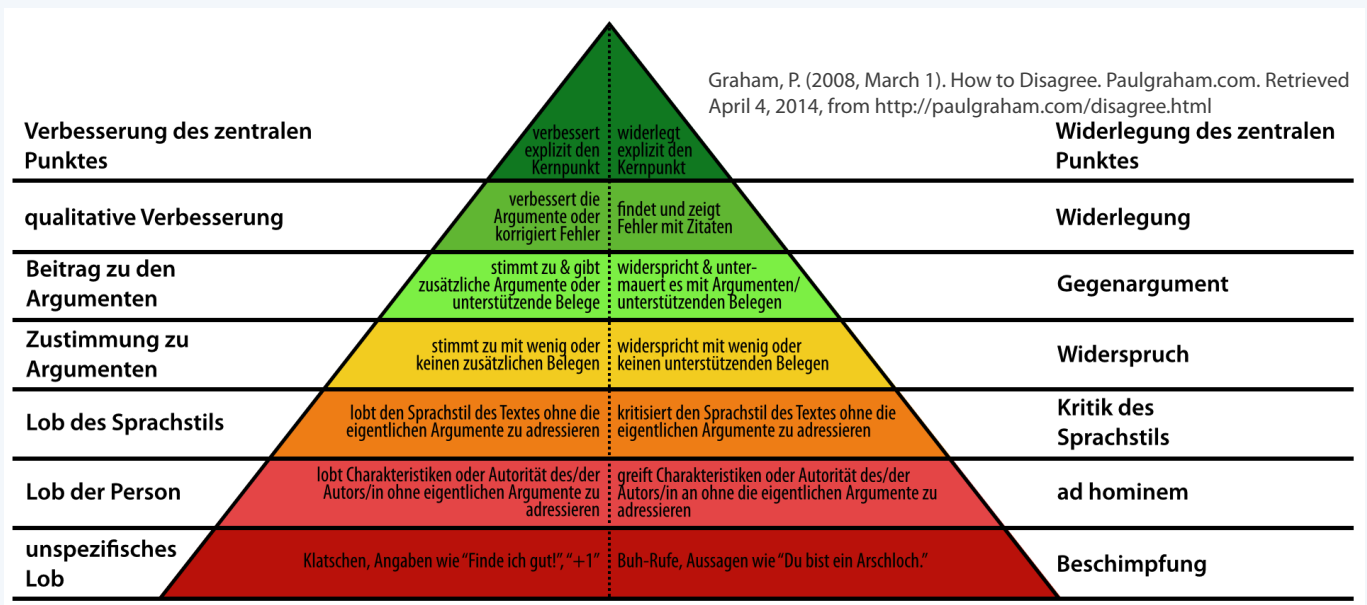 Graham, P. (2008, March 1). How to Disagree. Paulgraham.com. Retrieved
April 4, 2014, from http://paulgraham.com/disagree.html
Verbesserung des zentralen
Punktes
verbessert
explizit den
Kernpunkt
widerlegt
explizit den
Kernpunkt
Widerlegung des zentralen
Punktes
qualitative Verbesserung
verbessert die
Argumente oder
korrigiert Fehler
findet und zeigt
Fehler mit Zitaten
Widerlegung
Beitrag zu den
Argumenten
stimmt zu & gibt
zusätzliche Argumente oder
unterstützende Belege
widerspricht & unter-
mauert es mit Argumenten/
unterstützenden Belegen
Gegenargument
Zustimmung zu
Argumenten
stimmt zu mit wenig oder
keinen zusätzlichen Belegen
widerspricht mit wenig oder
keinen unterstützenden Belegen
Widerspruch
Lob des Sprachstils
lobt den Sprachstil des Textes ohne die
eigentlichen Argumente zu adressieren
kritisiert den Sprachstil des Textes ohne die
eigentlichen Argumente zu adressieren
Kritik des
Sprachstils
Lob der Person
lobt Charakteristiken oder Autorität des/der
Autors/in ohne eigentlichen Argumente zu
adressieren
greift Charakteristiken oder Autorität des/der
Autors/in an ohne die eigentlichen Argumente zu
adressieren
ad hominem
unspezifisches
Lob
Klatschen, Angaben wie “Finde ich gut!”, “+1”
Buh-Rufe, Aussagen wie “Du bist ein Arschloch.”
Beschimpfung